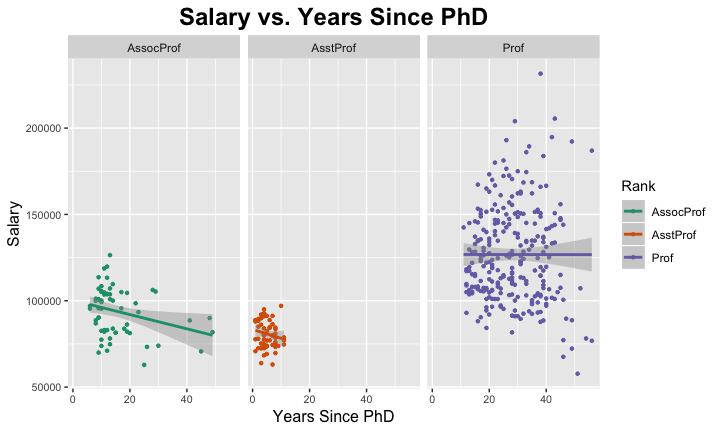 Salary vs. Years Since PhD
AssocProf
AsstProf
Prof
200000
150000
100000
50000
Salary
0 20 40
0 20 40
0 20 40
Years Since PhD
Rank
AssocProf
AsstProf
Prof